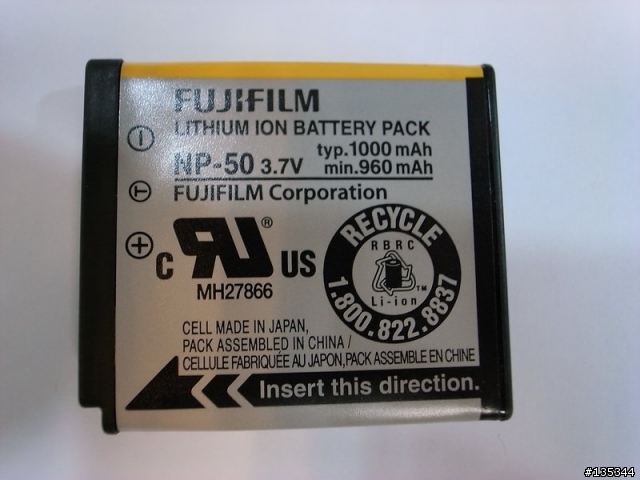 FUJIFILM
LITHIUM ION BATTERY PACK
NP-50 3.7V typ.1000 mAh
min.960 mAh
FUJIFILM Corporation
T
C RU® US
MH27866
RECYCLE
RBRC
Li-ion
TM
1.800.822.8837
CELL MADE IN JAPAN,
PACK ASSEMBLED IN CHINA /
CELLULE FABRIQUÉE AU JAPON,PACK ASSEMBLE EN CHINE
Insert this direction.
#135344